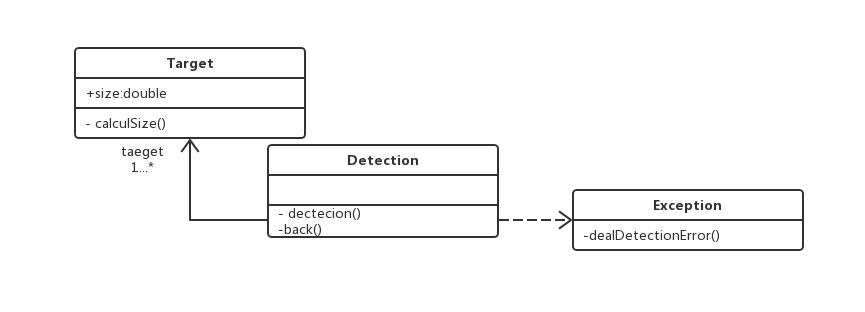 Target
+size:double
- calculSize()
taeget
1...*
Detection
- dectecion()
-back()
Exception
-dealDetectionError()